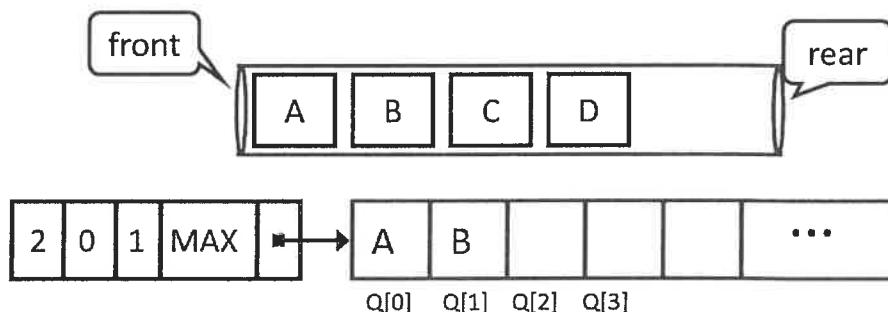 front
rear
A B C D
2 0 1 MAX A B ...
Q[0] Q[1] Q[2] Q[3]